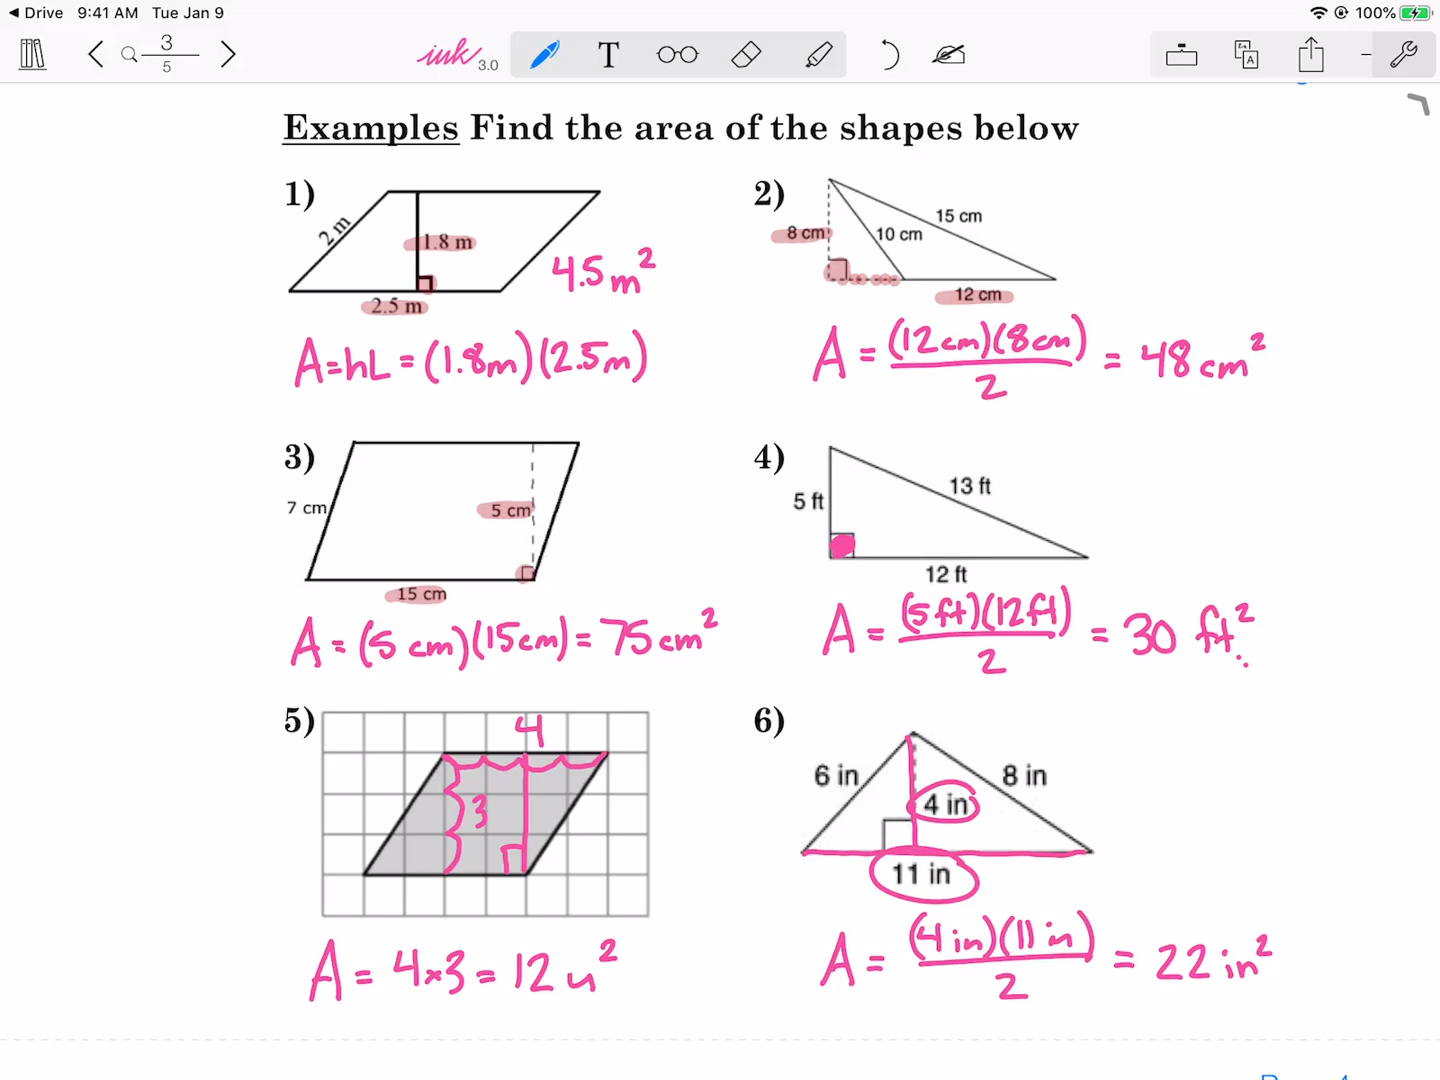 Drive 9:41 AM Tue Jan 9 100%
3
5
ink 3.0 T
Examples Find the area of the shapes below
1)
2 m
1.8 m
2.5 m
4.5 m²
A = hL = (1.8m)(2.5m)
2)
8 cm
10 cm
15 cm
12 cm
A = (12cm)(8cm)/2 = 48 cm²
3)
7 cm
5 cm
15 cm
A = (5 cm)(15cm) = 75 cm²
4)
5 ft
13 ft
12 ft
A = (5 ft)(12ft)/2 = 30 ft²
5)
4
3
A = 4×3 = 12 u²
6)
6 in
8 in
4 in
11 in
A = (4 in)(11 in)/2 = 22 in²